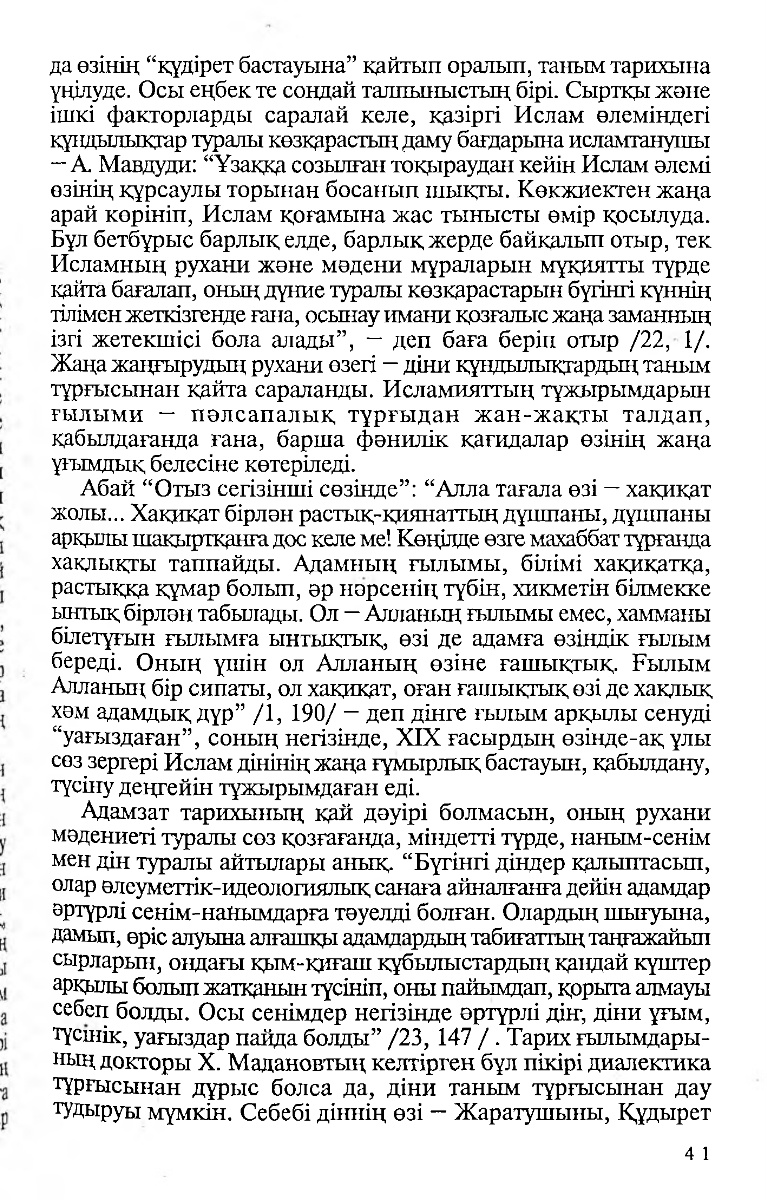 да өзінің “құдірет бастауына” қайтып оралып, таным тарихына
үңілуде. Осы еңбек те сондай талпыныстың бірі. Сыртқы және
ішкі факторларды саралай келе, қазіргі Ислам әлеміндегі
құндылықтар туралы көзқарастың даму бағдарына исламтанушы
– А. Мавдуди: “Ұзаққа созылған тоқыраудан кейін Ислам әлемі
өзінің құрсаулы торынан босанып шықты. Көкжиектен жаңа
арай көрініп, Ислам қоғамына жас тынысты өмір қосылуда.
Бұл бетбұрыс барлық елде, барлық жерде байқалып отыр, тек
Исламның рухани және мәдени мұраларын мұқиятты түрде
қайта бағалап, оның дүние туралы көзқарастарын бүгінгі күннің
тілімен жеткізгенде ғана, осынау имани қозғалыс жаңа заманның
ізгі жетекшісі бола алады”, – деп баға беріп отыр /22, 1/.
Жаңа жаңғырудың рухани өзегі – діни құндылықтардың таным
тұрғысынан қайта сараланды. Исламияттың тұжырымдарын
ғылыми – пәлсапалық тұрғыдан жан-жақты талдап,
қабылдағанда ғана, барша фәнилік қағидалар өзінің жаңа
ұғымдық белесіне көтеріледі.
Абай “Отыз сегізінші сөзінде”: “Алла тағала өзі – хақиқат
жолы... Хақиқат бірлән растық-қиянаттың дұшпаны, дұшпаны
арқылы шақыртқанға дос келе ме! Көңілде өзге махаббат тұрғанда
хақлықты таппайды. Адамның ғылымы, білімі хақиқатқа,
растыққа құмар болып, әр нәрсенің түбін, хикметін білмекке
ынтық бірлән табылады. Ол – Алланың ғылымы емес, хамманы
білетұғын ғылымға ынтықтық, өзі де адамға өзіндік ғылым
береді. Оның үшін ол Алланың өзіне ғашықтық. Ғылым
Алланың бір сипаты, ол хақиқат, оған ғашықтық өзі де хақлық
хәм адамдық дүр” /1, 190/ – деп дінге ғылым арқылы сенуді
“уағыздаған”, соның негізінде, XIX ғасырдың өзінде-ақ ұлы
сөз зергері Ислам дінінің жаңа ғұмырлық бастауын, қабылдану,
түсіну деңгейін тұжырымдаған еді.
Адамзат тарихының қай дәуірі болмасын, оның рухани
мәдениеті туралы сөз қозғағанда, міндетті түрде, наным-сенім
мен дін туралы айтылары анық. “Бүгінгі діндер қалыптасып,
олар әлеуметтік-идеологиялық санаға айналғанға дейін адамдар
әртүрлі сенім-нанымдарға тәуелді болған. Олардың шығуына,
дамып, өріс алуына алғашқы адамдардың табиғаттың таңғажайып
сырларын, ондағы қым-қиғаш құбылыстардың қандай күштер
арқылы болып жатқанын түсініп, оны пайымдап, қорыта алмауы
себеп болды. Осы сенімдер негізінде әртүрлі дін, діни ұғым,
түсінік, уағыздар пайда болды” /23, 147 / . Тарих ғылымдары-
ның докторы Х. Мадановтың келтірген бұл пікірі диалектика
тұрғысынан дұрыс болса да, діни таным тұрғысынан дау
тудыруы мүмкін. Себебі діннің өзі – Жаратушыны, Құдырет
41